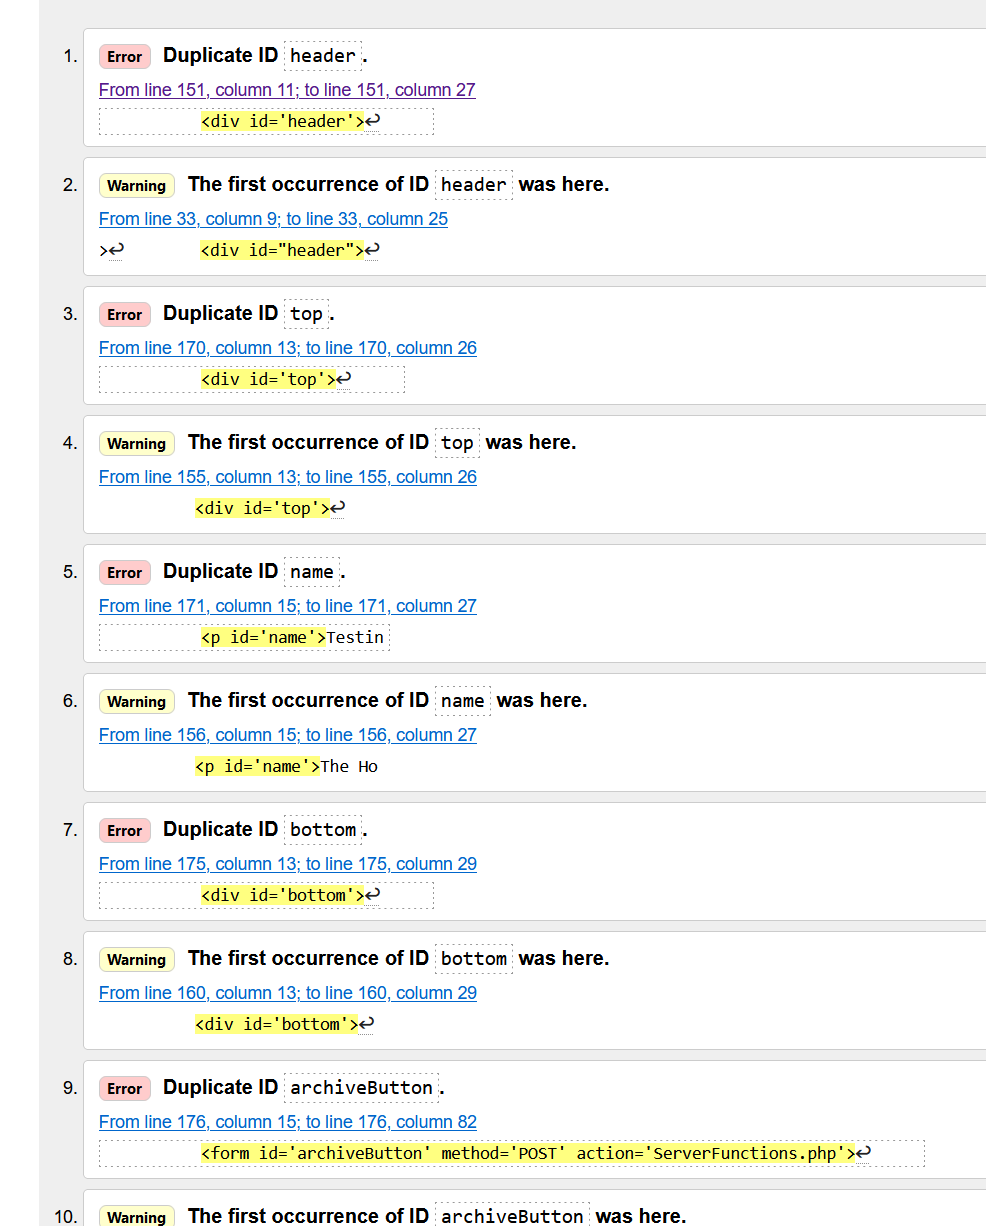 1. Error Duplicate ID header.
From line 151, column 11; to line 151, column 27
<div id='header'>↩
2. Warning The first occurrence of ID header was here.
From line 33, column 9; to line 33, column 25
>↩ <div id="header">↩
3. Error Duplicate ID top.
From line 170, column 13; to line 170, column 26
<div id='top'>↩
4. Warning The first occurrence of ID top was here.
From line 155, column 13; to line 155, column 26
<div id='top'>↩
5. Error Duplicate ID name.
From line 171, column 15; to line 171, column 27
<p id='name'>Testin
6. Warning The first occurrence of ID name was here.
From line 156, column 15; to line 156, column 27
<p id='name'>The Ho
7. Error Duplicate ID bottom.
From line 175, column 13; to line 175, column 29
<div id='bottom'>↩
8. Warning The first occurrence of ID bottom was here.
From line 160, column 13; to line 160, column 29
<div id='bottom'>↩
9. Error Duplicate ID archiveButton.
From line 176, column 15; to line 176, column 82
<form id='archiveButton' method='POST' action='ServerFunctions.php'>↩
10. Warning The first occurrence of ID archiveButton was here.